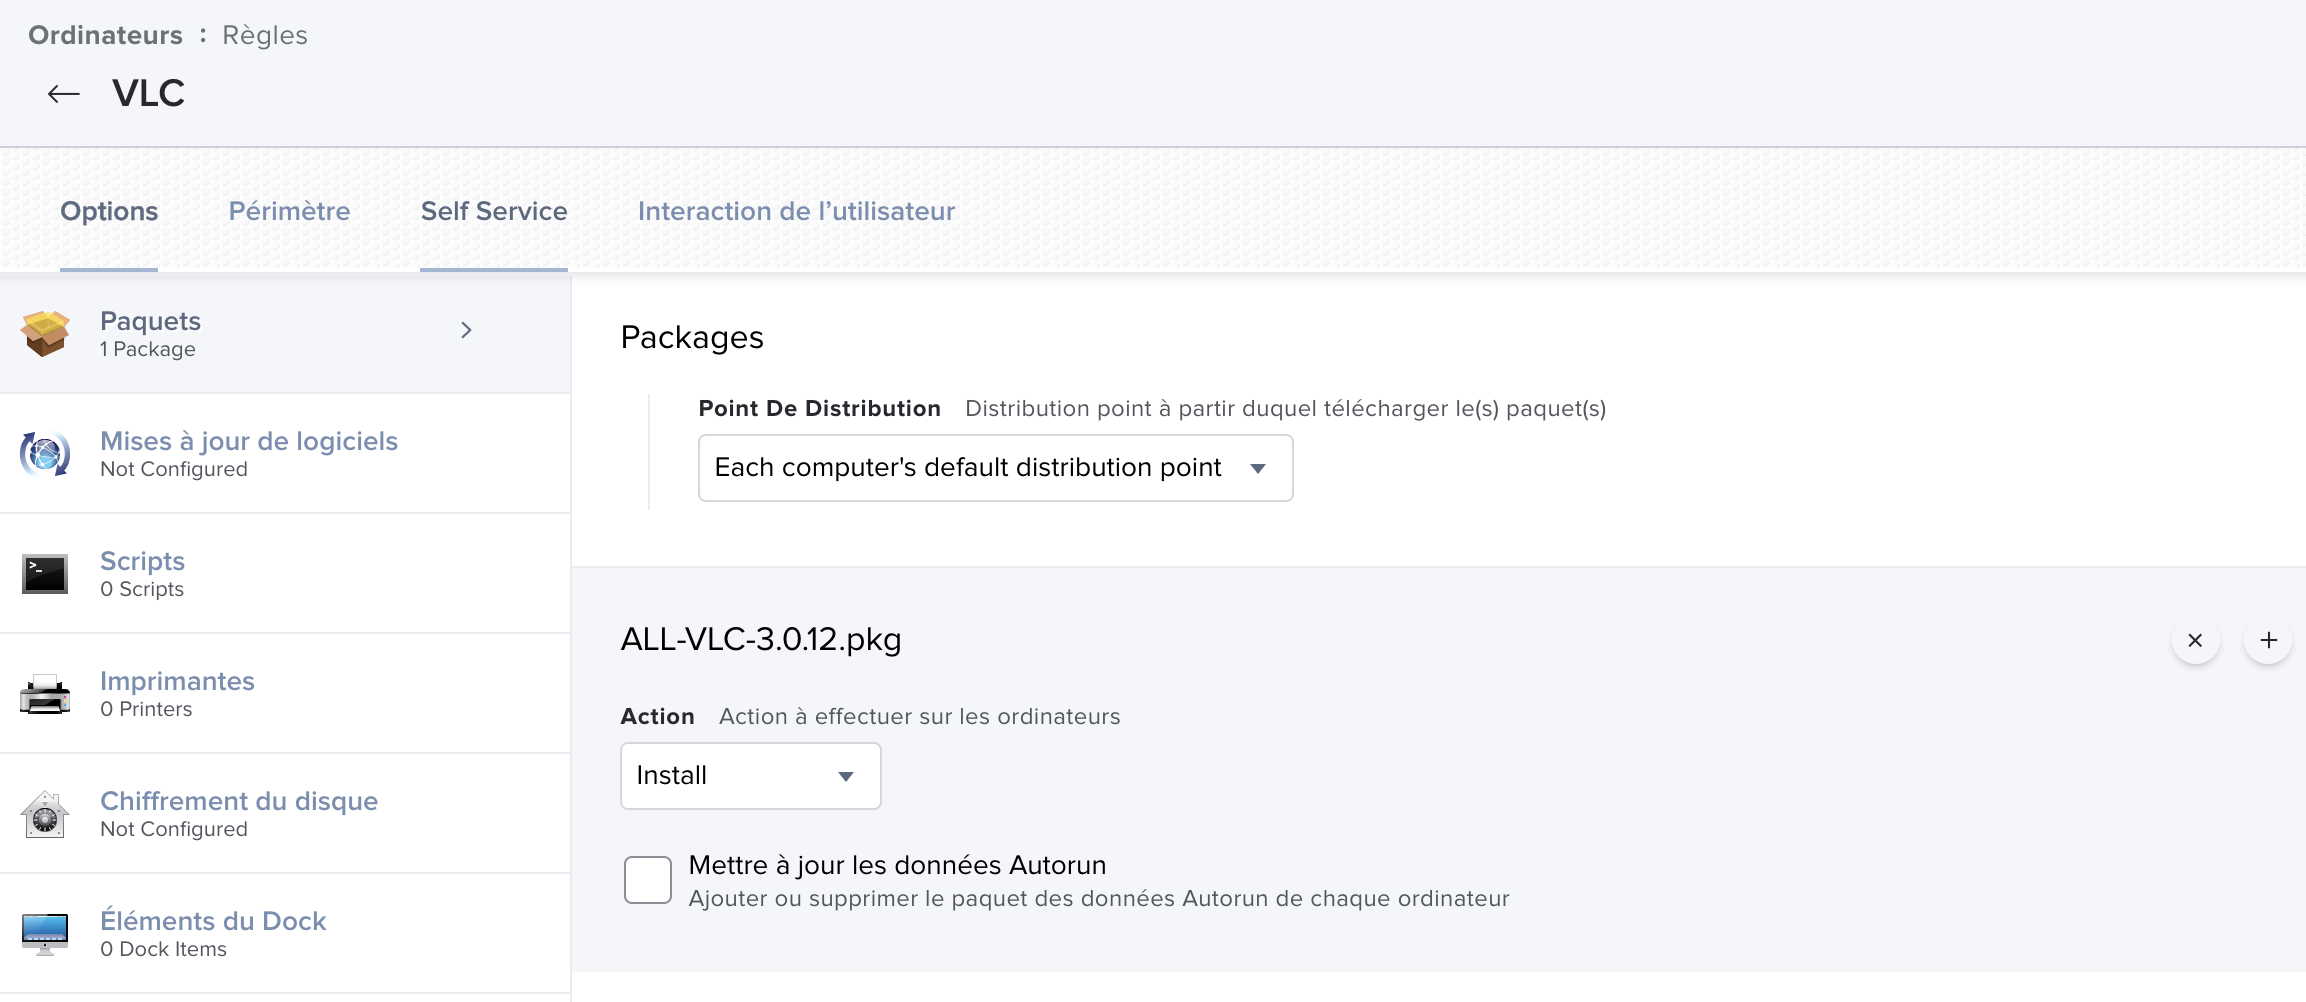 Ordinateurs : Règles
← VLC
Options Périmètre Self Service Interaction de l’utilisateur
Paquets
1 Package
Mises à jour de logiciels
Not Configured
Scripts
0 Scripts
Imprimantes
0 Printers
Chiffrement du disque
Not Configured
Éléments du Dock
0 Dock Items
Packages
Point De Distribution Distribution point à partir duquel télécharger le(s) paquet(s)
Each computer's default distribution point
ALL-VLC-3.0.12.pkg
Action Action à effectuer sur les ordinateurs
Install
Mettre à jour les données Autorun
Ajouter ou supprimer le paquet des données Autorun de chaque ordinateur